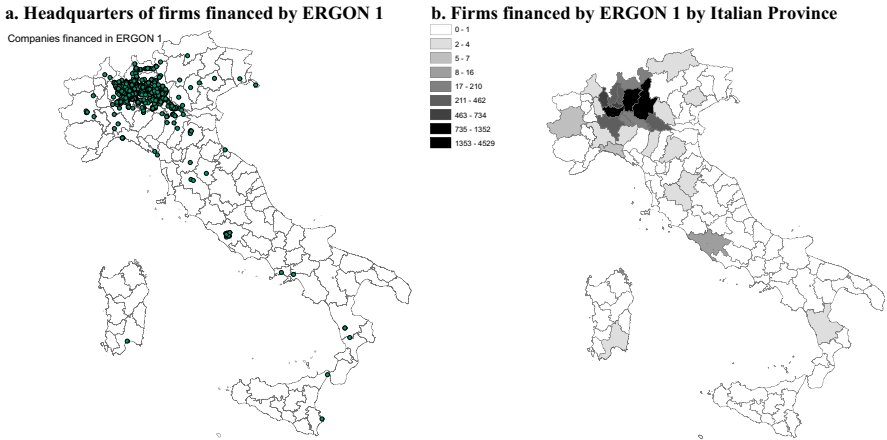 a. Headquarters of firms financed by ERGON 1
Companies financed in ERGON 1
b. Firms financed by ERGON 1 by Italian Province
0 - 1
2 - 4
5 - 7
8 - 16
17 - 210
211 - 462
463 - 734
735 - 1352
1353 - 4529